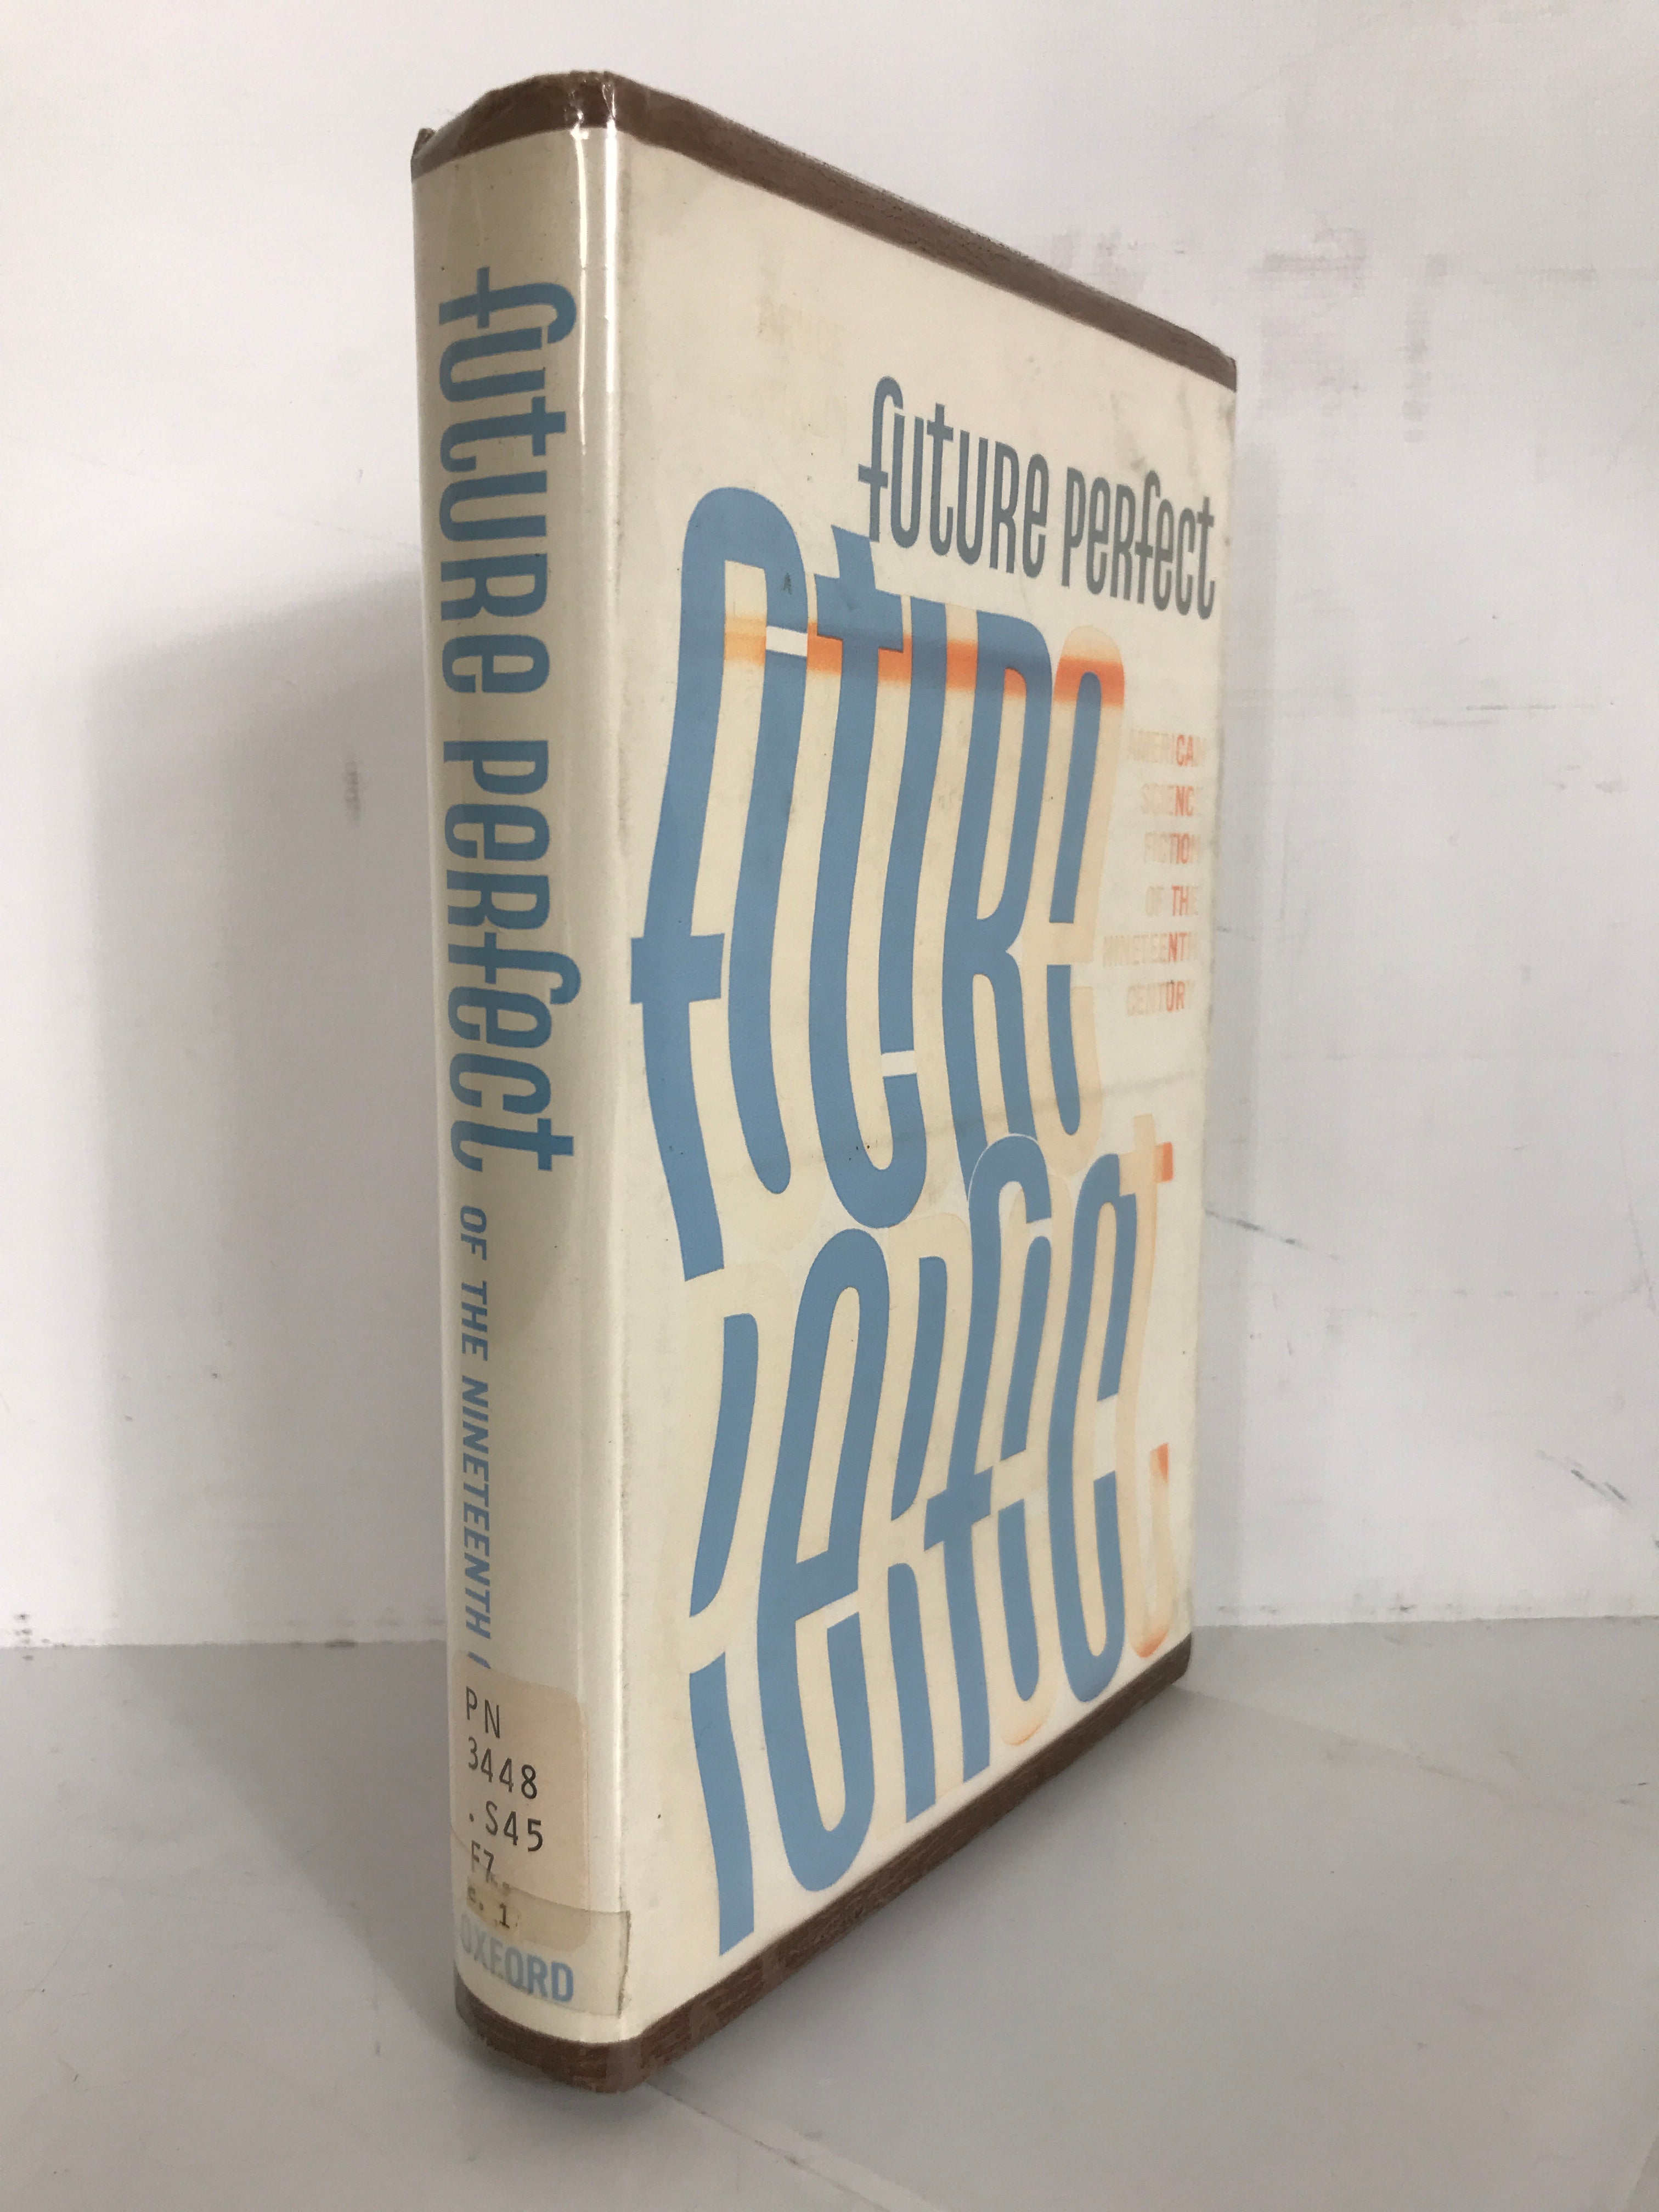 future perfect OF THE NINETEENTH
PN
3448
.S45
F7
c. 1
OXFORD
future perfect
future
perfect
AMERICAN
SCIENCE
FICTION
OF THE
NINETEENTH
CENTURY